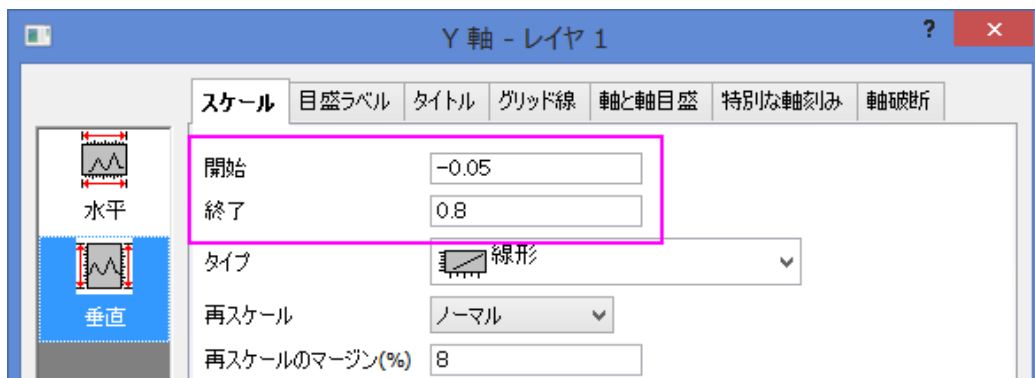 Y 軸 - レイヤ 1
?
×
スケール 目盛ラベル タイトル グリッド線 軸と軸目盛 特別な軸刻み 軸破断
水平
垂直
開始 -0.05
終了 0.8
タイプ 線形
再スケール ノーマル
再スケールのマージン(%) 8